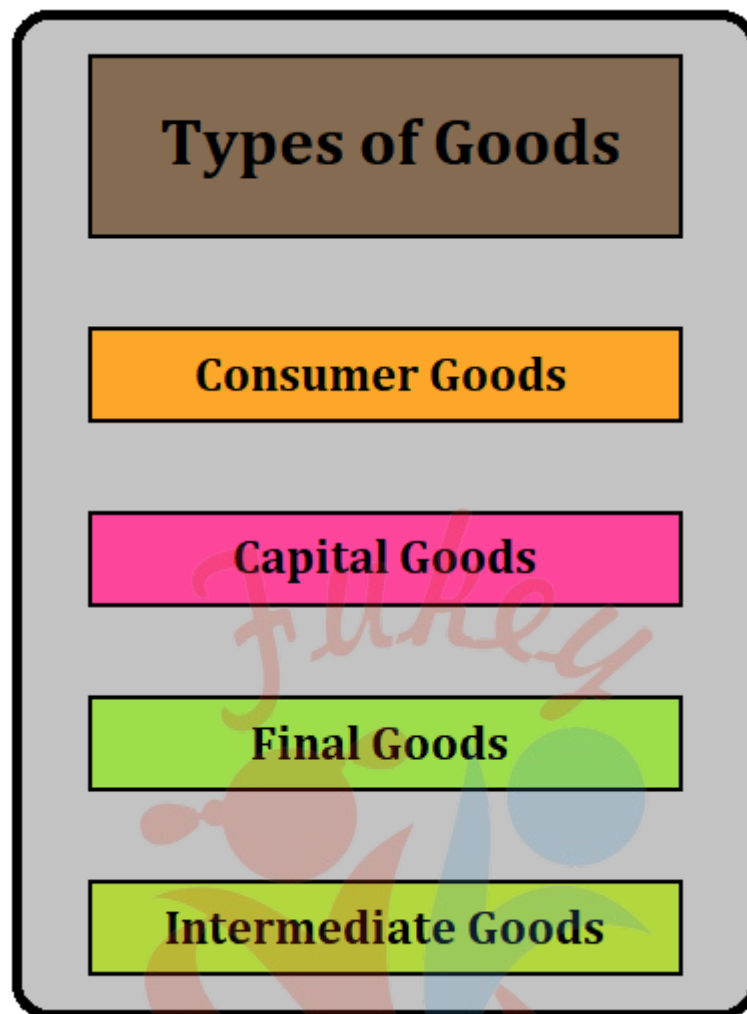 Types of Goods
Consumer Goods
Capital Goods
Fukey
Final Goods
Intermediate Goods